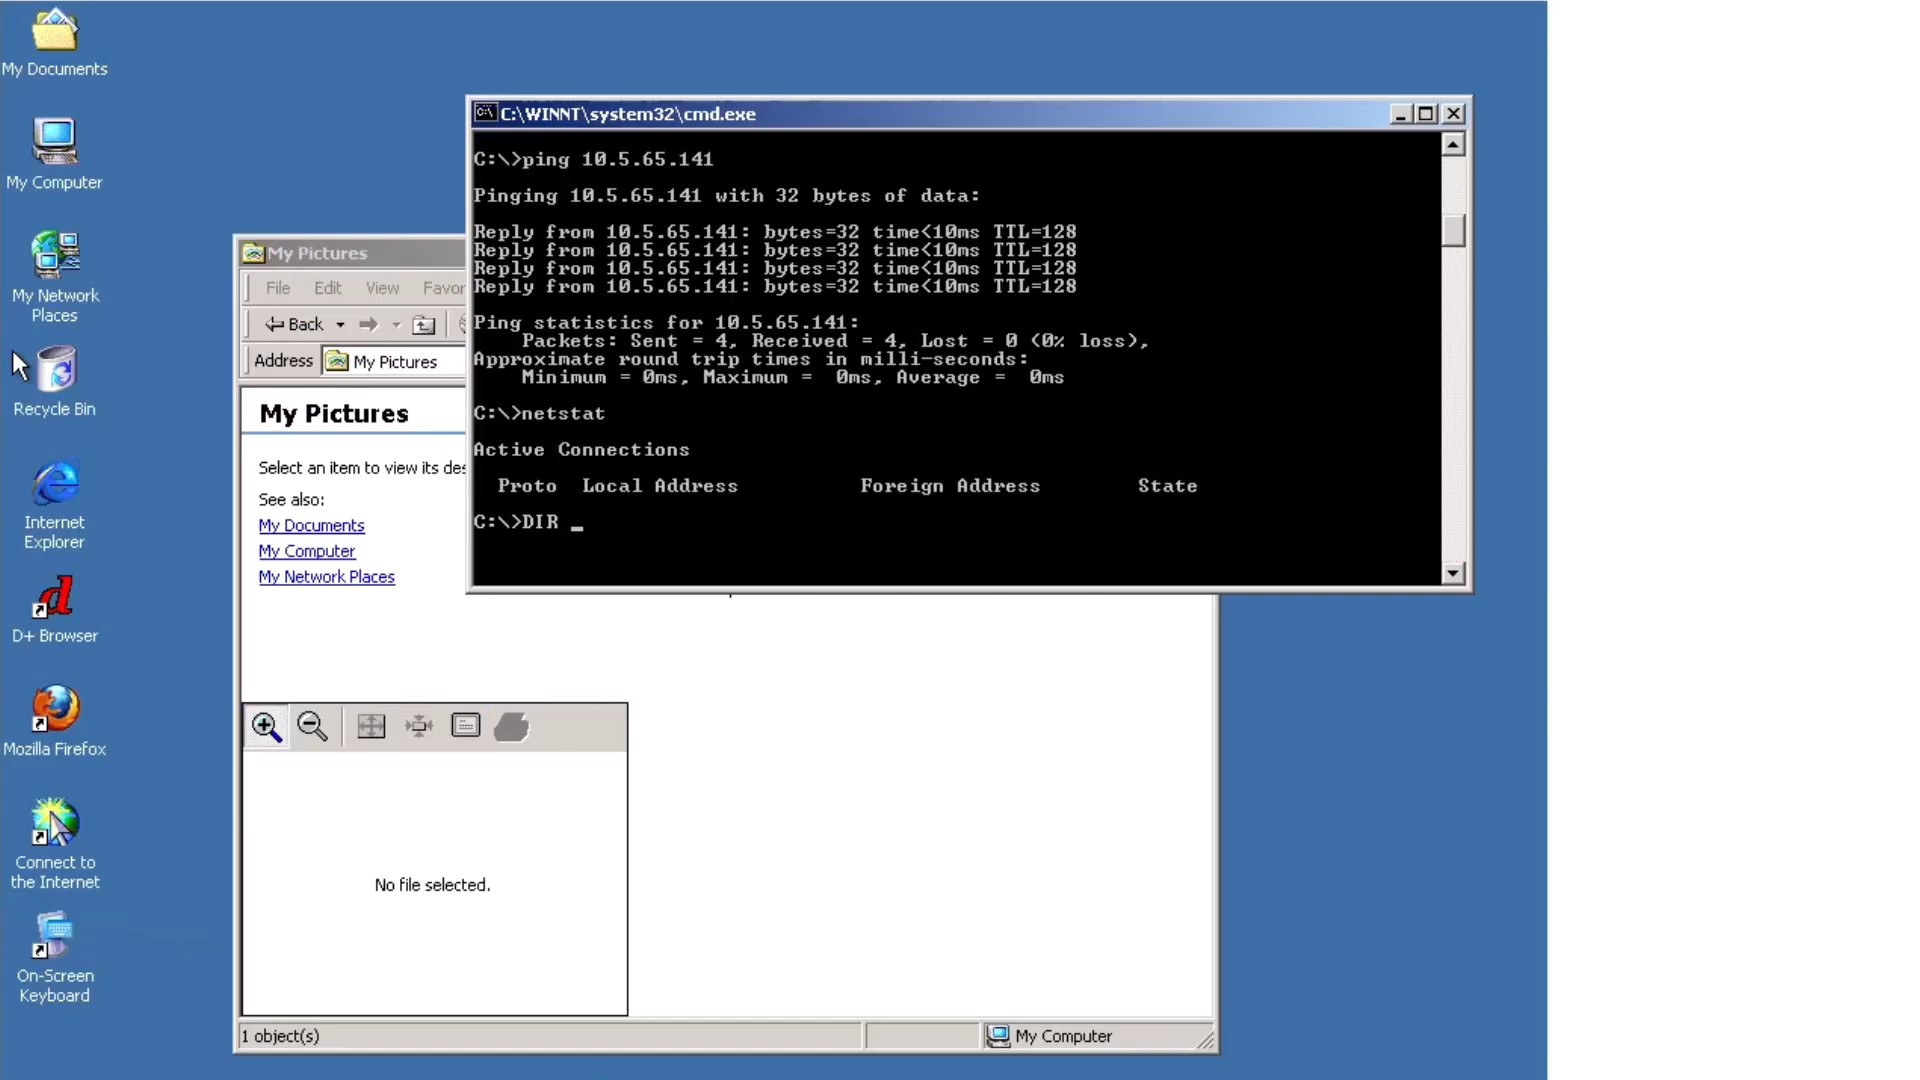 My Documents
My Computer
My Network
Places
Recycle Bin
Internet
Explorer
D+ Browser
Mozilla Firefox
Connect to
the Internet
On-Screen
Keyboard
C:\WINNT\system32\cmd.exe
C:\>ping 10.5.65.141
Pinging 10.5.65.141 with 32 bytes of data:
Reply from 10.5.65.141: bytes=32 time<10ms TTL=128
Reply from 10.5.65.141: bytes=32 time<10ms TTL=128
Reply from 10.5.65.141: bytes=32 time<10ms TTL=128
Reply from 10.5.65.141: bytes=32 time<10ms TTL=128
Ping statistics for 10.5.65.141:
Packets: Sent = 4, Received = 4, Lost = 0 (0% loss),
Approximate round trip times in milli-seconds:
Minimum = 0ms, Maximum =  0ms, Average =  0ms
C:\>netstat
Active Connections
Proto  Local Address          Foreign Address        State
C:\>DIR _
My Pictures
File Edit View Favor
Back
Address My Pictures
My Pictures
Select an item to view its des
See also:
My Documents
My Computer
My Network Places
No file selected.
1 object(s)
My Computer